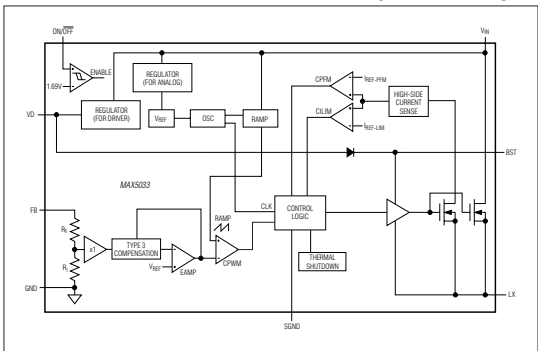 ON/OFF
VIN
ENABLE
1.69V
REGULATOR
(FOR ANALOG)
CPFM
IREF-PFM
HIGH-SIDE
CURRENT
SENSE
CILIM
IREF-LIM
VD
REGULATOR
(FOR DRIVER)
VREF
OSC
RAMP
BST
MAX5033
FB
CLK
CONTROL
LOGIC
RAMP
Rh
x1
TYPE 3
COMPENSATION
Rl
VREF
EAMP
CPWM
THERMAL
SHUTDOWN
GND
LX
SGND